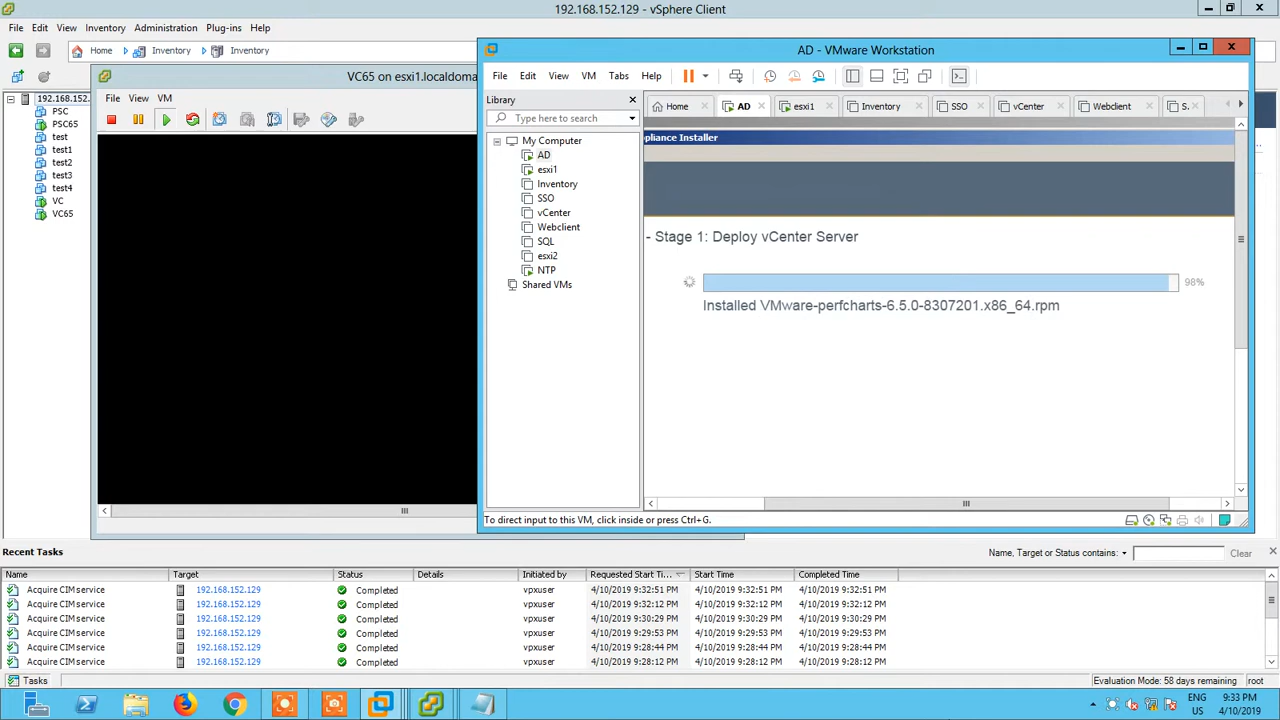 192.168.152.129 - vSphere Client
File Edit View Inventory Administration Plug-ins Help
Home Inventory Inventory
192.168.152.
PSC
PSC65
test
test1
test2
test3
test4
VC
VC65
VC65 on esxi1.localdoma
File View VM
AD - VMware Workstation
File Edit View VM Tabs Help
Library
Type here to search
My Computer
AD
esxi1
Inventory
SSO
vCenter
Webclient
SQL
esxi2
NTP
Shared VMs
Home AD esxi1 Inventory SSO vCenter Webclient S.
pliance Installer
- Stage 1: Deploy vCenter Server
98%
Installed VMware-perfcharts-6.5.0-8307201.x86_64.rpm
To direct input to this VM, click inside or press Ctrl+G.
Recent Tasks
Name, Target or Status contains: Clear
Name Target Status Details Initiated by Requested Start Ti... Start Time Completed Time
Acquire CIM service 192.168.152.129 Completed vpxuser 4/10/2019 9:32:51 PM 4/10/2019 9:32:51 PM 4/10/2019 9:32:51 PM
Acquire CIM service 192.168.152.129 Completed vpxuser 4/10/2019 9:32:12 PM 4/10/2019 9:32:12 PM 4/10/2019 9:32:12 PM
Acquire CIM service 192.168.152.129 Completed vpxuser 4/10/2019 9:30:29 PM 4/10/2019 9:30:29 PM 4/10/2019 9:30:29 PM
Acquire CIM service 192.168.152.129 Completed vpxuser 4/10/2019 9:29:53 PM 4/10/2019 9:29:53 PM 4/10/2019 9:29:53 PM
Acquire CIM service 192.168.152.129 Completed vpxuser 4/10/2019 9:28:44 PM 4/10/2019 9:28:44 PM 4/10/2019 9:28:44 PM
Acquire CIM service 192.168.152.129 Completed vpxuser 4/10/2019 9:28:12 PM 4/10/2019 9:28:12 PM 4/10/2019 9:28:12 PM
Tasks
Evaluation Mode: 58 days remaining root
ENG 9:33 PM
US 4/10/2019